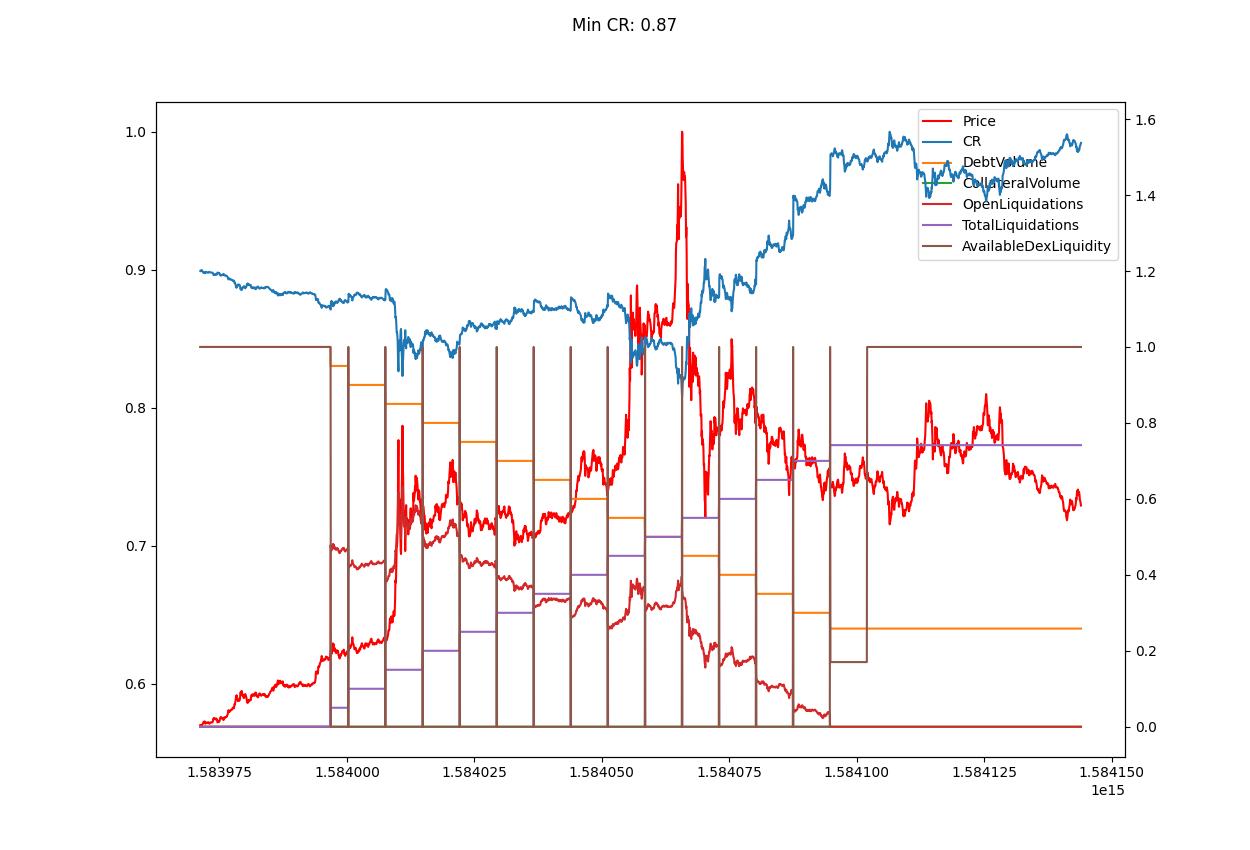 Min CR: 0.87
1.0
0.9
0.8
0.7
0.6
1.6
1.4
1.2
1.0
0.8
0.6
0.4
0.2
0.0
Price
CR
DebtVolume
CollateralVolume
OpenLiquidations
TotalLiquidations
AvailableDexLiquidity
1.583975 1.584000 1.584025 1.584050 1.584075 1.584100 1.584125 1.584150
1e15